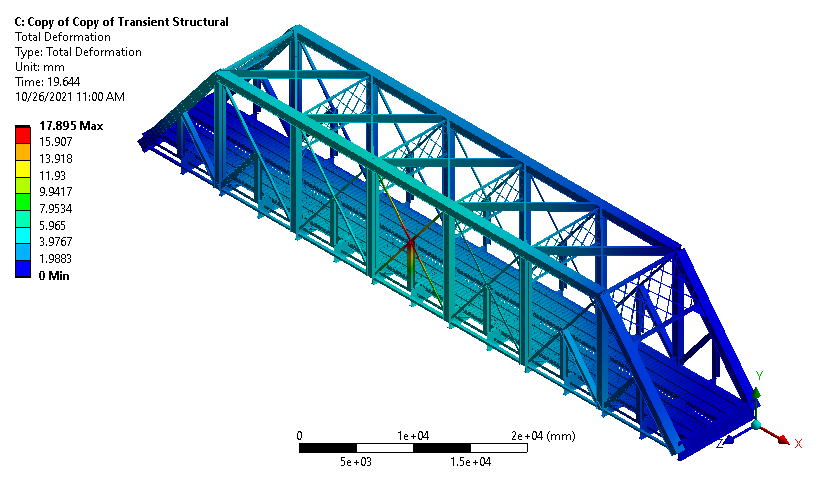 C: Copy of Copy of Transient Structural
Total Deformation
Type: Total Deformation
Unit: mm
Time: 19.644
10/26/2021 11:00 AM
17.895 Max
15.907
13.918
11.93
9.9417
7.9534
5.965
3.9767
1.9883
0 Min
Y
Z
X
0 1e+04 2e+04 (mm)
5e+03 1.5e+04